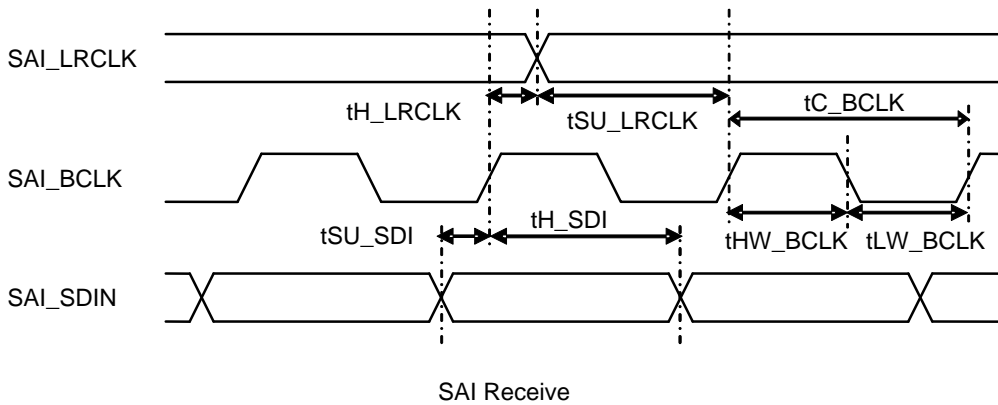 SAI_LRCLK
tH_LRCLK
tSU_LRCLK
tC_BCLK
SAI_BCLK
tSU_SDI
tH_SDI
tHW_BCLK
tLW_BCLK
SAI_SDIN
SAI Receive